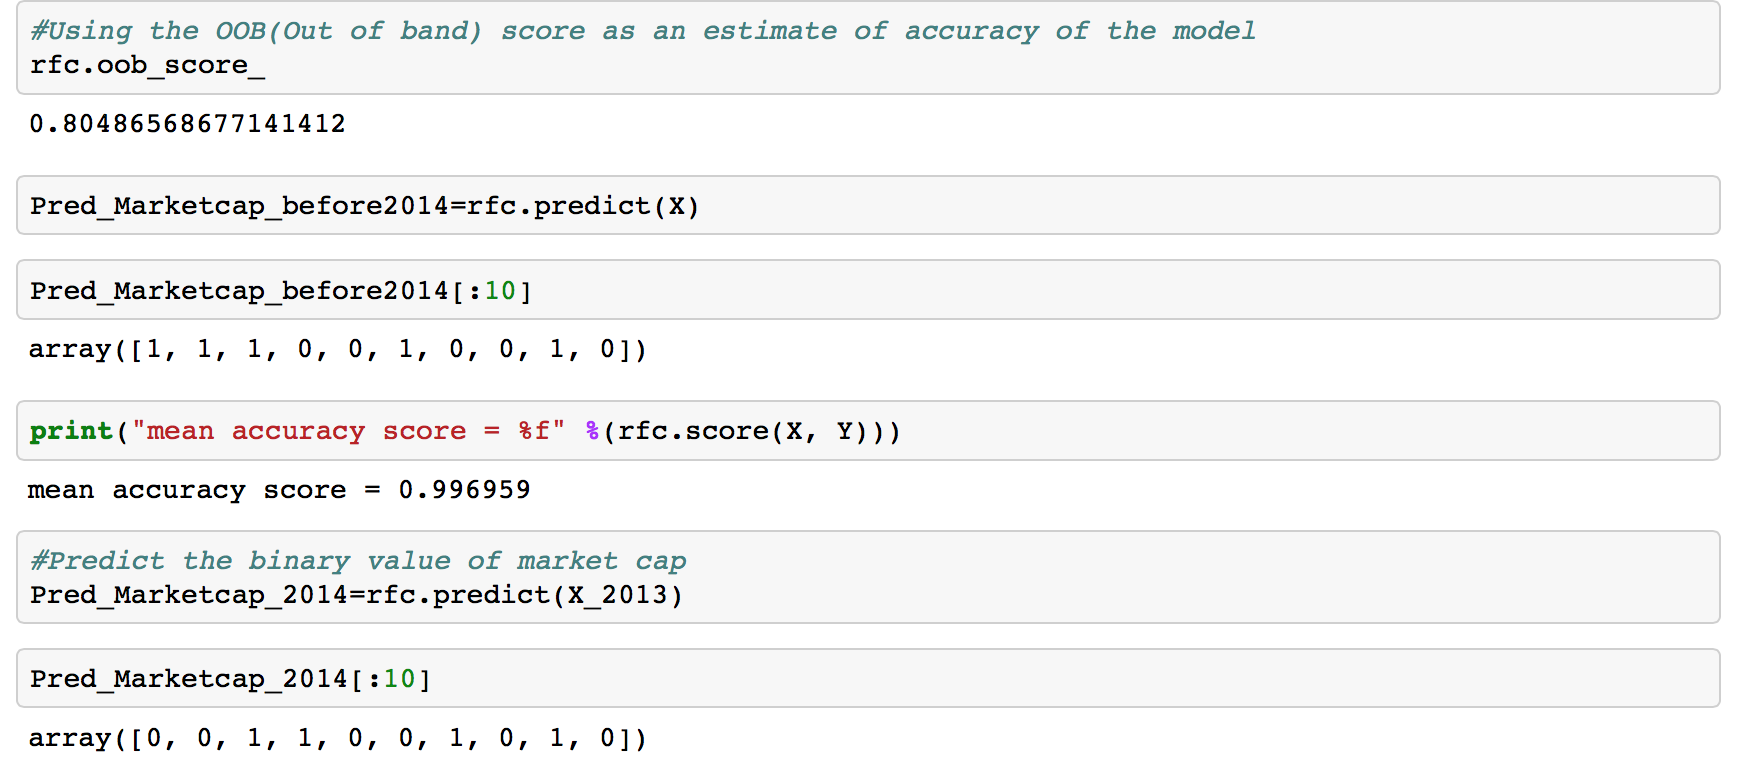 #Using the OOB(Out of band) score as an estimate of accuracy of the model
rfc.oob_score_
0.80486568677141412
Pred_Marketcap_before2014=rfc.predict(X)
Pred_Marketcap_before2014[:10]
array([1, 1, 1, 0, 0, 1, 0, 0, 1, 0])
print("mean accuracy score = %f" %(rfc.score(X, Y)))
mean accuracy score = 0.996959
#Predict the binary value of market cap
Pred_Marketcap_2014=rfc.predict(X_2013)
Pred_Marketcap_2014[:10]
array([0, 0, 1, 1, 0, 0, 1, 0, 1, 0])